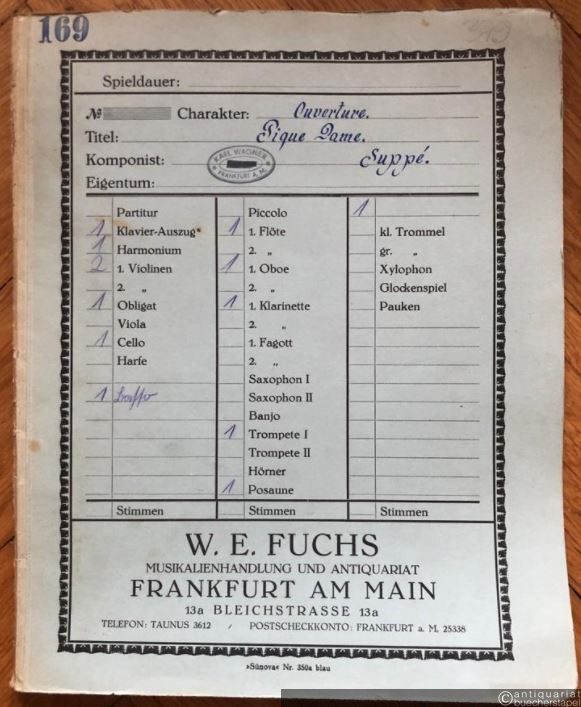 169
Spieldauer:
№ Charakter: Ouverture.
Titel: Pique Dame.
Komponist: Suppé.
KARL WAGNER
FRANKFURT A. M.
Eigentum:
Partitur
1 Klavier-Auszug
1 Harmonium
2 1. Violinen
2. „
1 Obligat
Viola
1 Cello
Harfe
1
Stimmen
Piccolo
1 1. Flöte
2. „
1 1. Oboe
2. „
1 1. Klarinette
2. „
1. Fagott
2. „
Saxophon I
Saxophon II
Banjo
1 Trompete I
Trompete II
Hörner
1 Posaune
Stimmen
1
kl. Trommel
gr. „
Xylophon
Glockenspiel
Pauken
Stimmen
W. E. FUCHS
MUSIKALIENHANDLUNG UND ANTIQUARIAT
FRANKFURT AM MAIN
13a BLEICHSTRASSE 13a
TELEFON: TAUNUS 3612 / POSTSCHECKKONTO: FRANKFURT a. M. 25338
»Sünova« Nr. 350a blau
antiquariat
buecherstapel